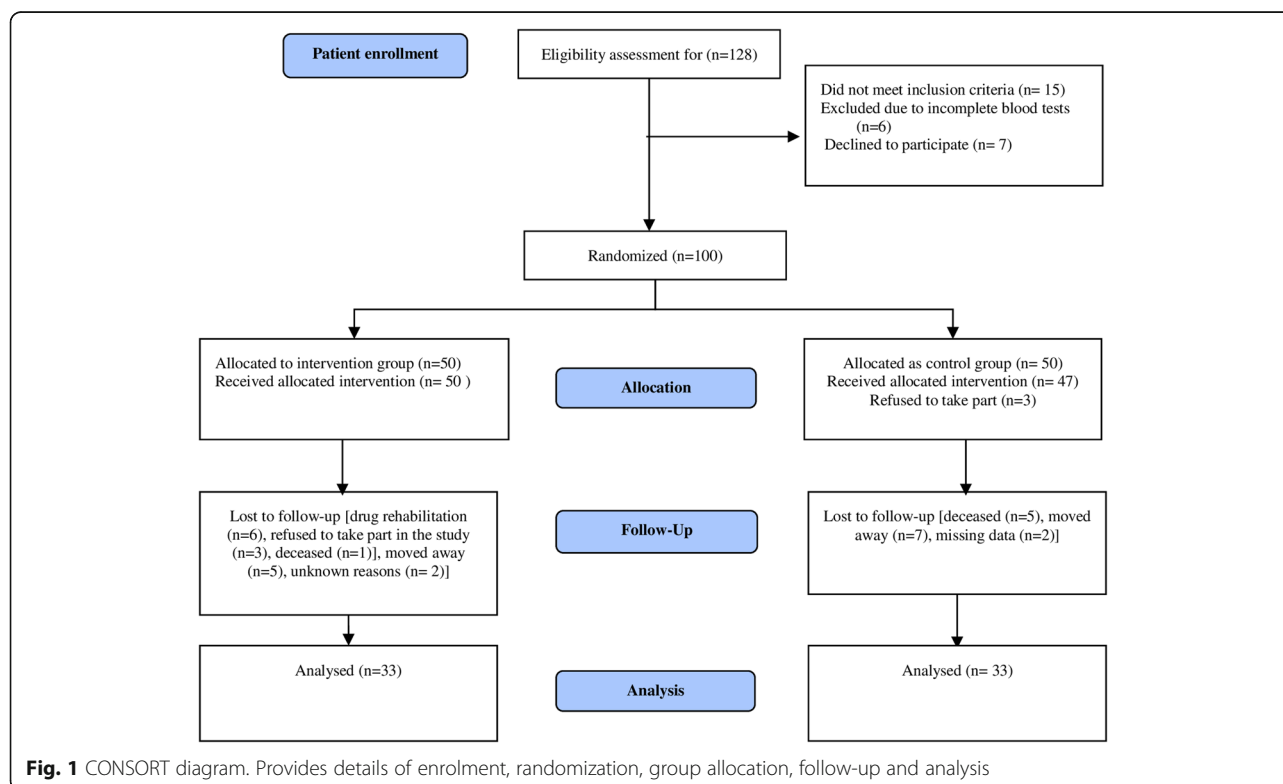 Patient enrollment
Eligibility assessment for (n=128)
Did not meet inclusion criteria (n= 15)
Excluded due to incomplete blood tests
(n=6)
Declined to participate (n= 7)
Randomized (n=100)
Allocated to intervention group (n=50)
Received allocated intervention (n= 50 )
Allocation
Allocated as control group (n= 50)
Received allocated intervention (n= 47)
Refused to take part (n=3)
Lost to follow-up [drug rehabilitation
(n=6), refused to take part in the study
(n=3), deceased (n=1)], moved away
(n=5), unknown reasons (n= 2)]
Follow-Up
Lost to follow-up [deceased (n=5), moved
away (n=7), missing data (n=2)]
Analysed (n=33)
Analysis
Analysed (n= 33)
Fig. 1 CONSORT diagram. Provides details of enrolment, randomization, group allocation, follow-up and analysis